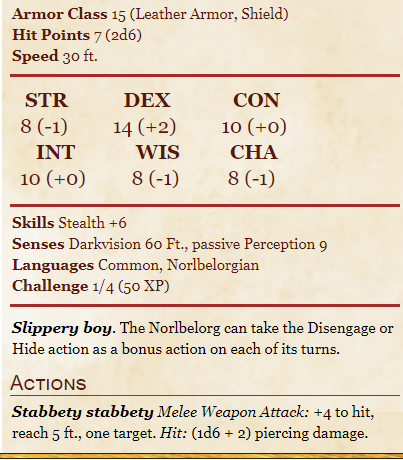 Armor Class 15 (Leather Armor, Shield)
Hit Points 7 (2d6)
Speed 30 ft.
STR DEX CON
8 (-1) 14 (+2) 10 (+0)
INT WIS CHA
10 (+0) 8 (-1) 8 (-1)
Skills Stealth +6
Senses Darkvision 60 Ft., passive Perception 9
Languages Common, Norlbelorgian
Challenge 1/4 (50 XP)
Slippery boy. The Norlbelorg can take the Disengage or
Hide action as a bonus action on each of its turns.
Actions
Stabbety stabbety Melee Weapon Attack: +4 to hit,
reach 5 ft., one target. Hit: (1d6 + 2) piercing damage.